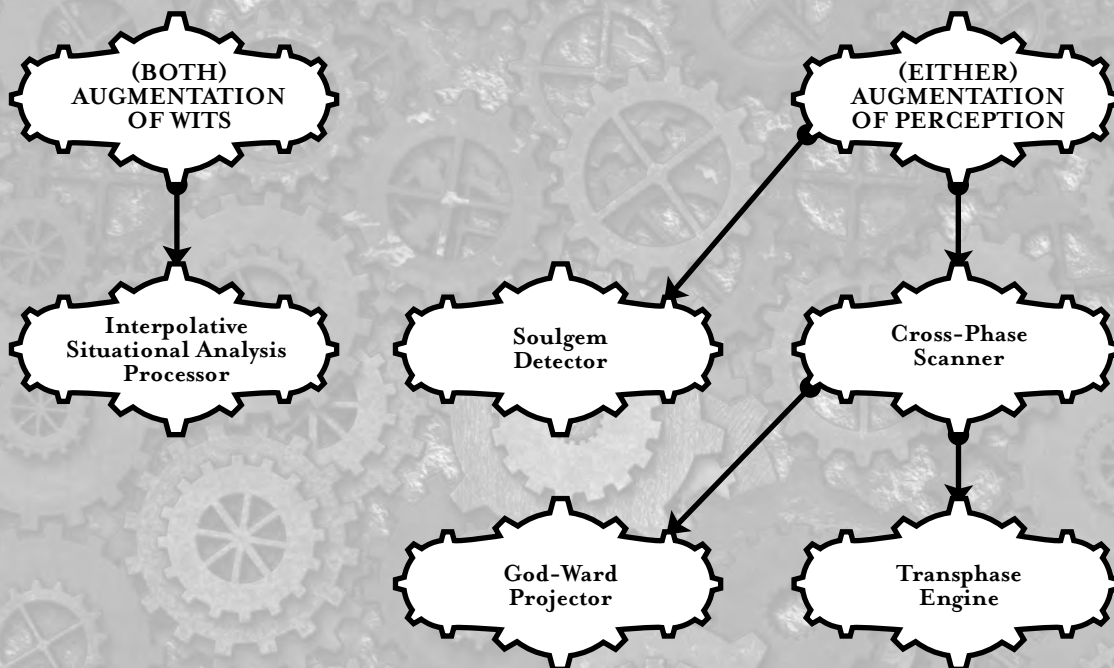 (BOTH)
AUGMENTATION
OF WITS
(EITHER)
AUGMENTATION
OF PERCEPTION
Interpolative
Situational Analysis
Processor
Soulgem
Detector
Cross-Phase
Scanner
God-Ward
Projector
Transphase
Engine